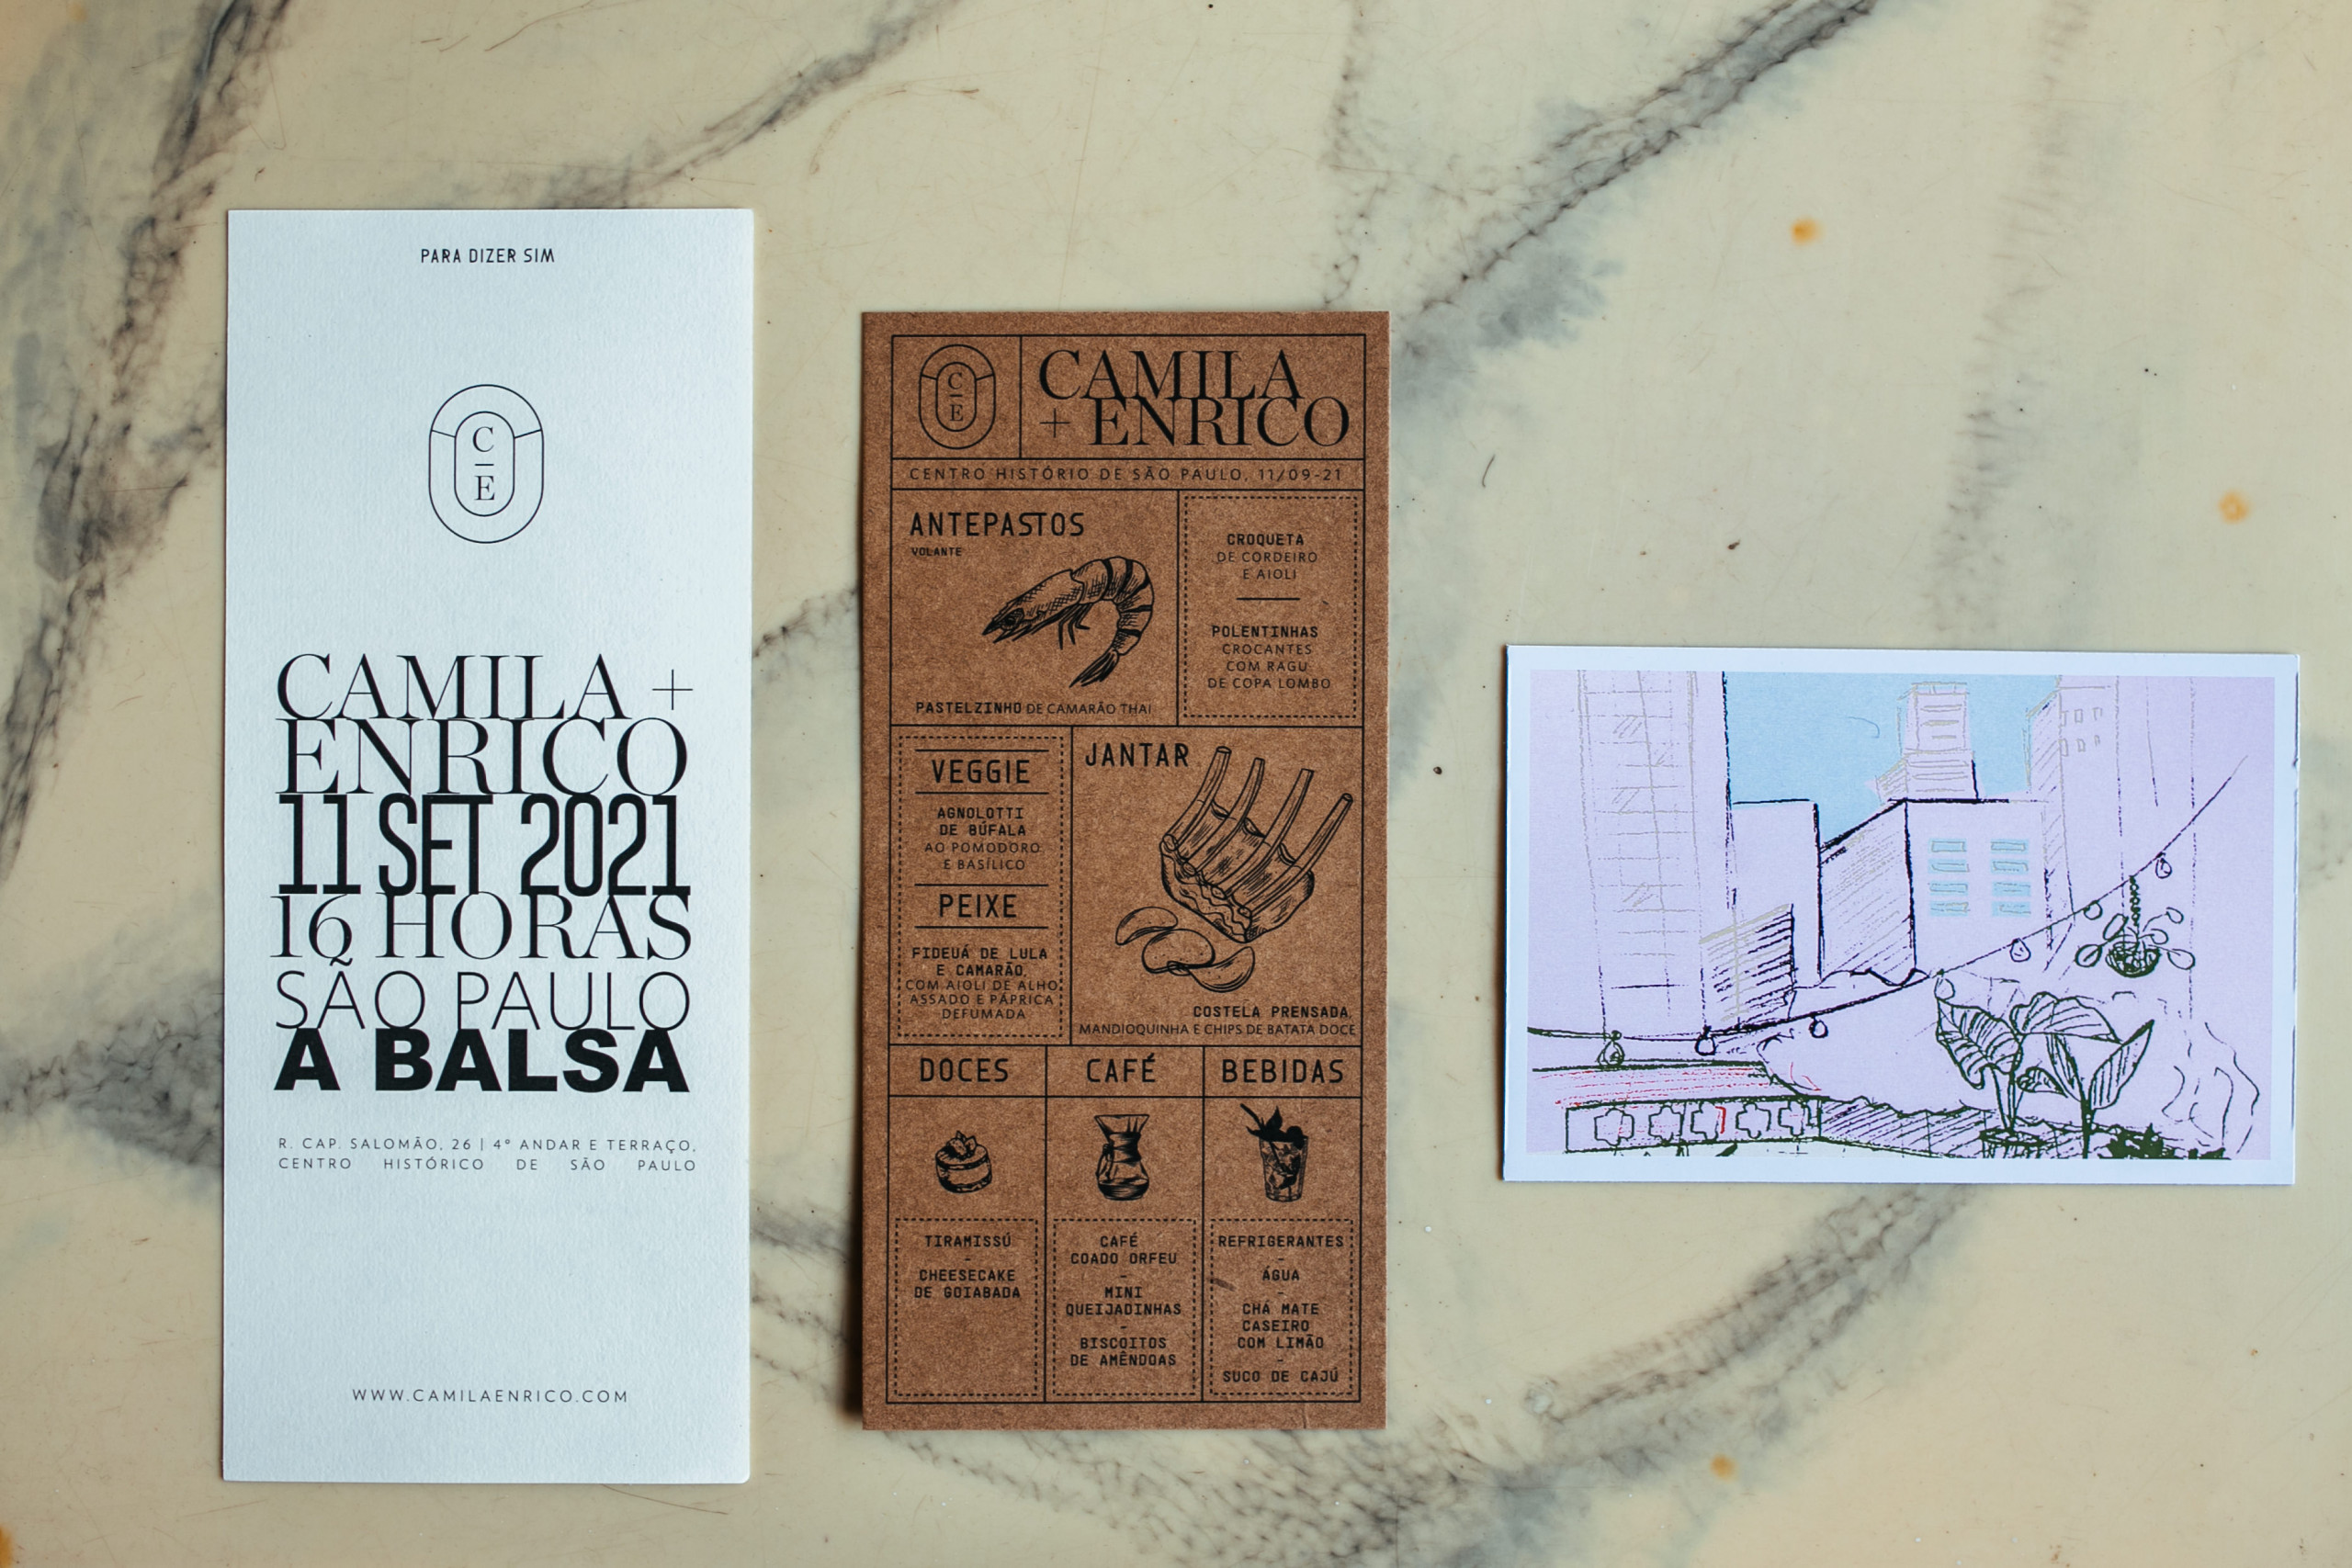 PARA DIZER SIM
C
E
CAMILA +
ENRICO
11 SET 2021
16 HORAS
SÃO PAULO
A BALSA
R. CAP. SALOMÃO, 26 | 4º ANDAR E TERRAÇO,
CENTRO HISTÓRICO DE SÃO PAULO
WWW.CAMILAENRICO.COM
C
E
CAMILA
+ ENRICO
CENTRO HISTÓRIO DE SÃO PAULO, 11/09-21
ANTEPASTOS
VOLANTE
PASTELZINHO DE CAMARÃO THAI
CROQUETA
DE CORDEIRO
E AIOLI
POLENTINHAS
CROCANTES
COM RAGU
DE COPA LOMBO
VEGGIE
AGNOLOTTI
DE BÚFALA
AO POMODORO
E BASÍLICO
PEIXE
FIDEUÁ DE LULA
E CAMARÃO,
COM AIOLI DE ALHO
ASSADO E PÁPRICA
DEFUMADA
JANTAR
COSTELA PRENSADA,
MANDIOQUINHA E CHIPS DE BATATA DOCE
DOCES
TIRAMISSÚ
-
CHEESECAKE
DE GOIABADA
CAFÉ
CAFÉ
COADO ORFEU
-
MINI
QUEIJADINHAS
-
BISCOITOS
DE AMÊNDOAS
BEBIDAS
REFRIGERANTES
-
ÁGUA
-
CHÁ MATE
CASEIRO
COM LIMÃO
-
SUCO DE CAJÚ